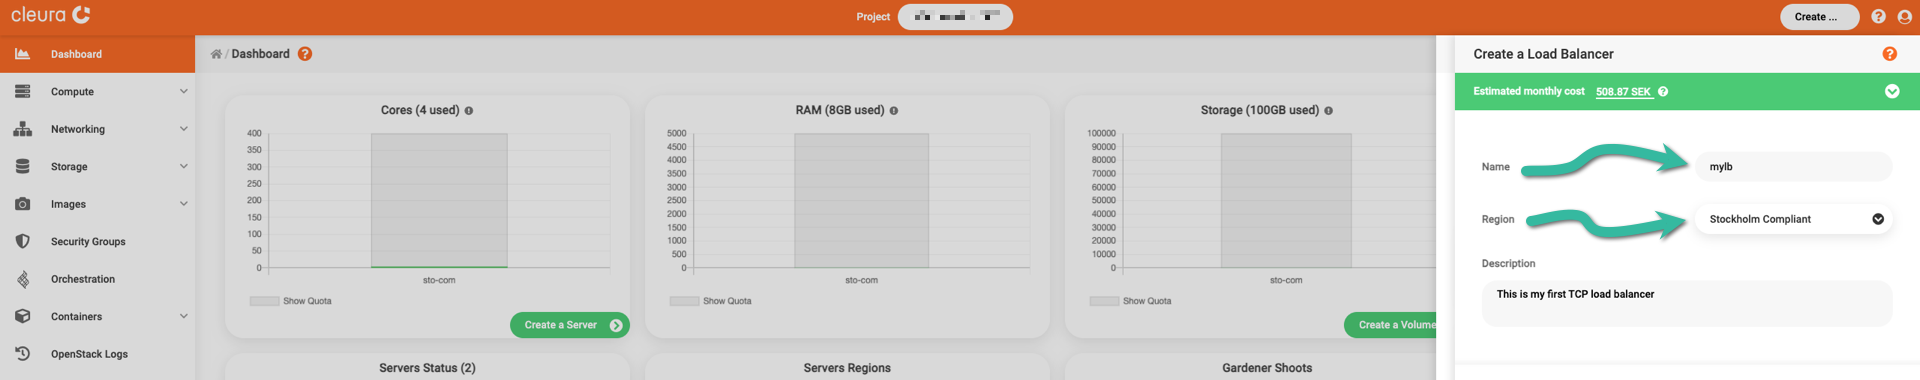 cleura
Project
Create ...
Dashboard
Compute
Networking
Storage
Images
Security Groups
Orchestration
Containers
OpenStack Logs
/ Dashboard
Cores (4 used)
400
350
300
250
200
150
100
50
0
sto-com
Show Quota
Create a Server
RAM (8GB used)
5000
4500
4000
3500
3000
2500
2000
1500
1000
500
0
sto-com
Show Quota
Storage (100GB used)
100000
90000
80000
70000
60000
50000
40000
30000
20000
10000
0
sto-com
Show Quota
Create a Volume
Servers Status (2)
Servers Regions
Gardener Shoots
Create a Load Balancer
Estimated monthly cost 508.87 SEK
Name mylb
Region Stockholm Compliant
Description
This is my first TCP load balancer